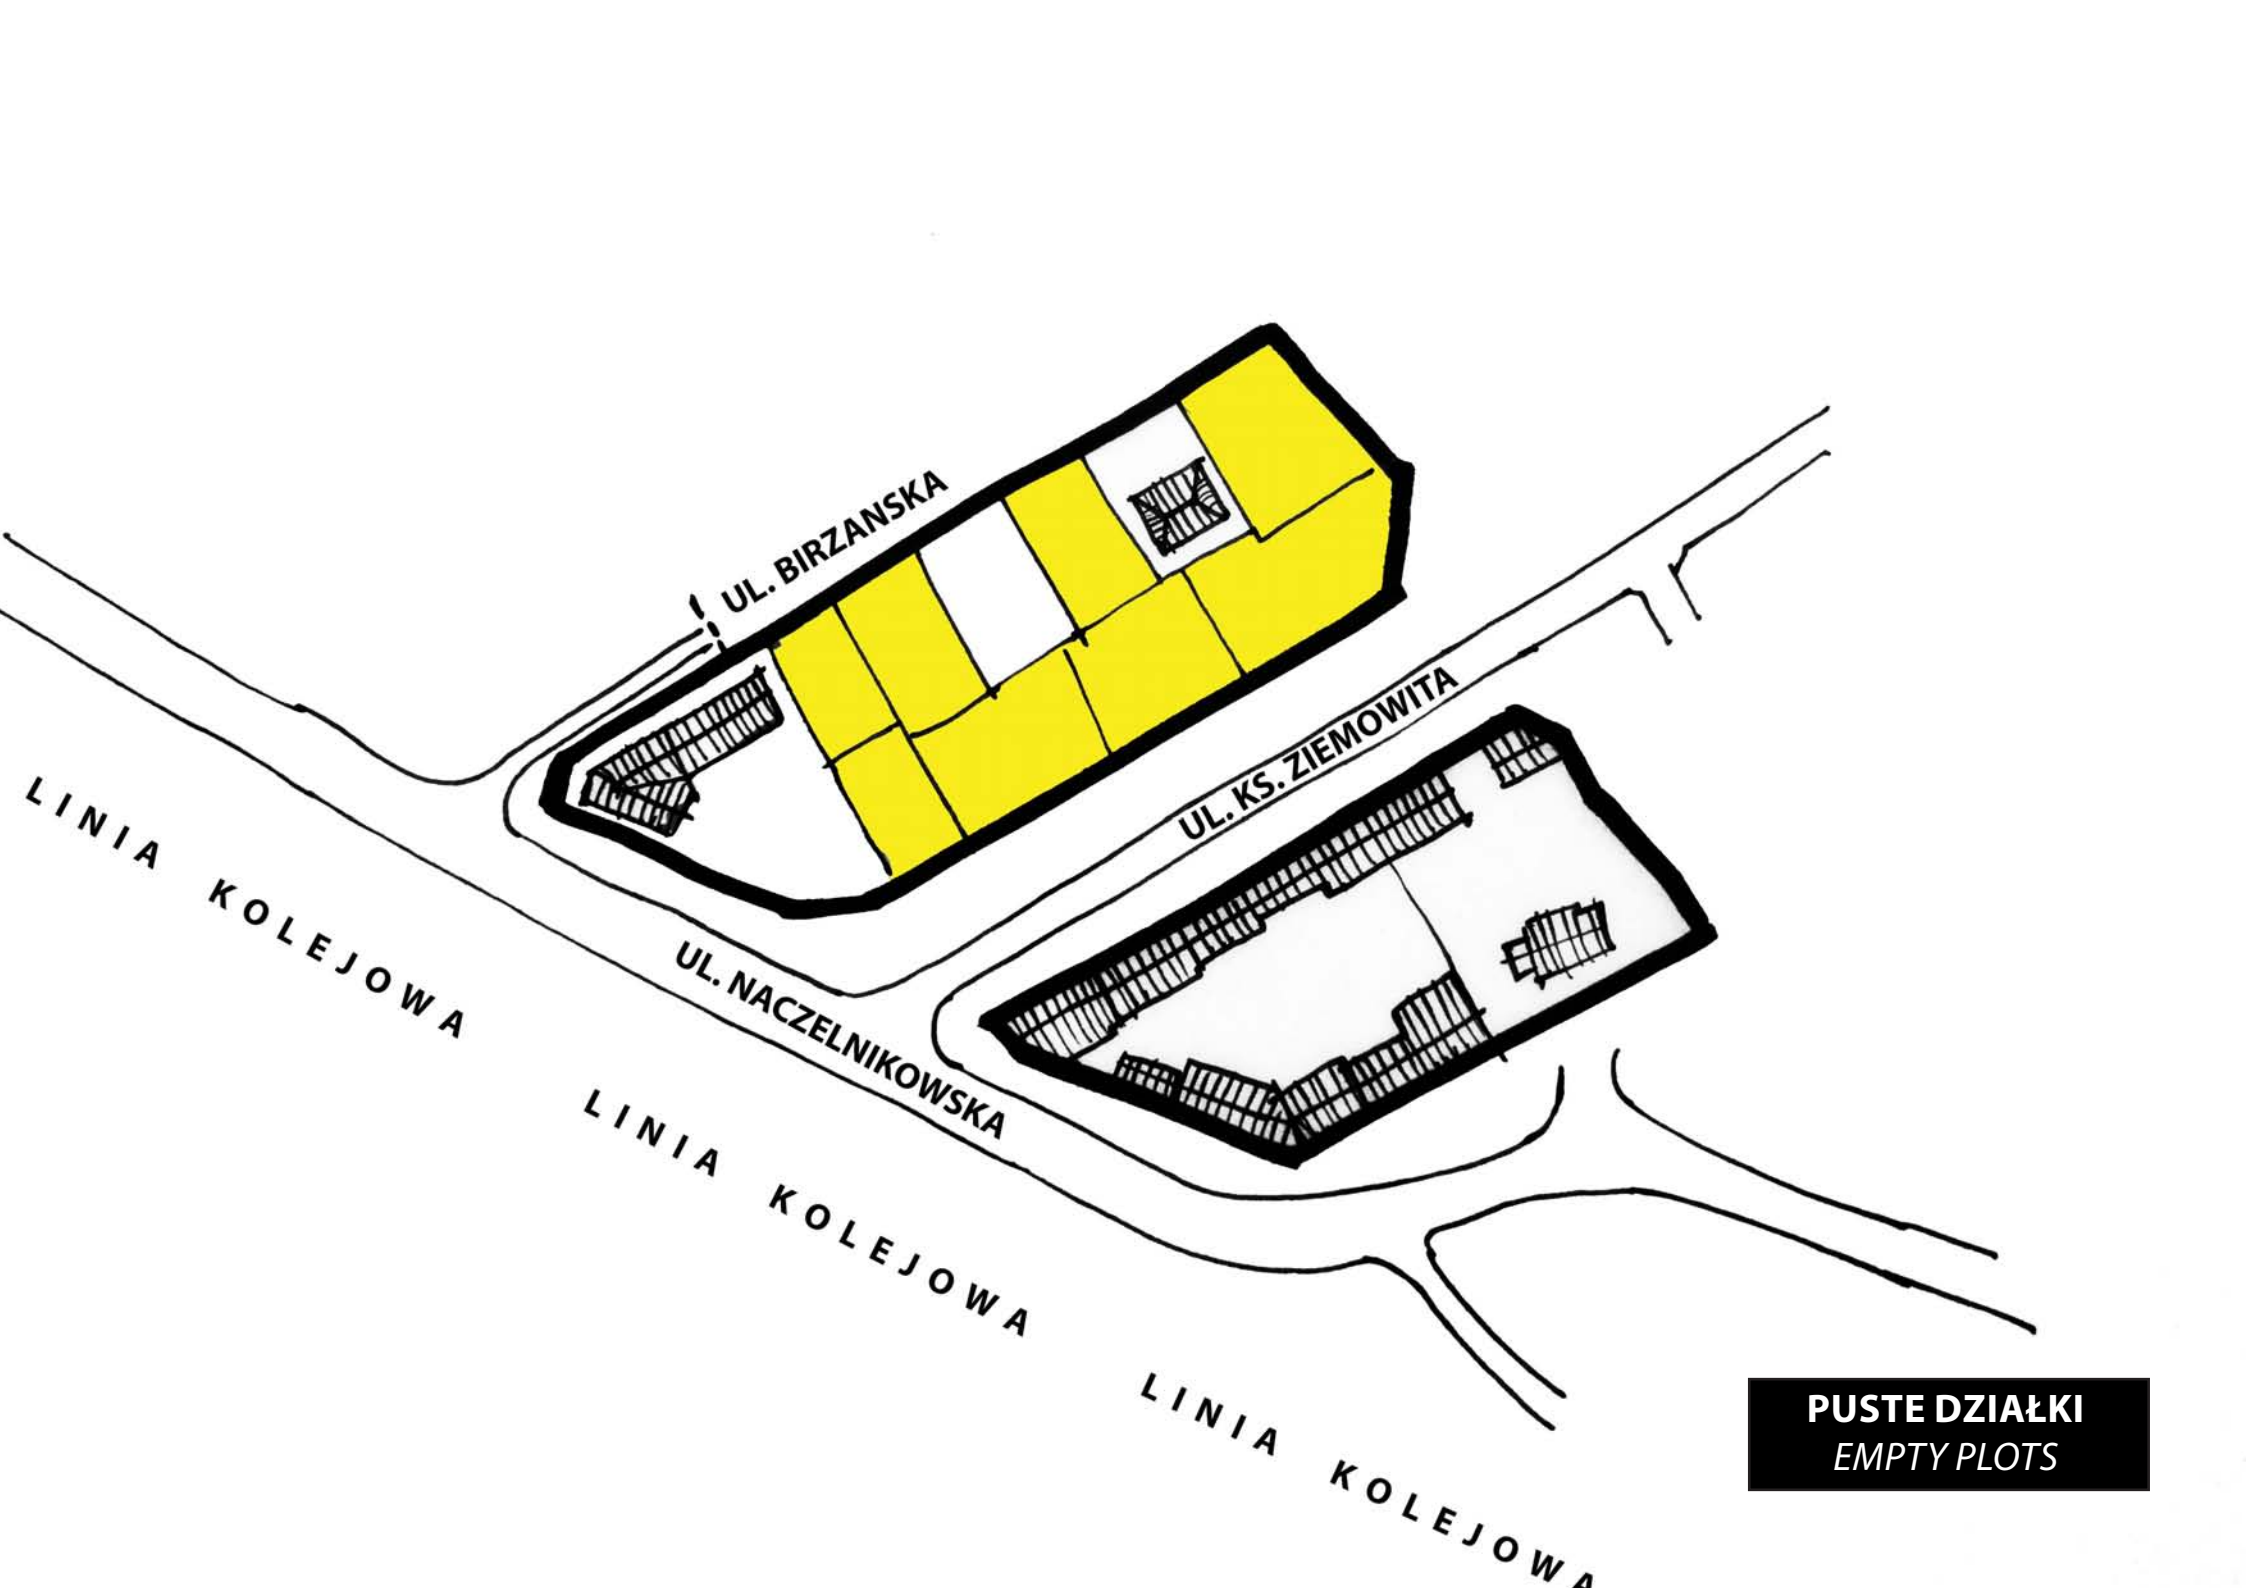 UL. BIRZANSKA
UL. KS. ZIEMOWITA
UL. NACZELNIKOWSKA
LINIA KOLEJOWA
LINIA KOLEJOWA
LINIA KOLEJOWA
PUSTE DZIAŁKI
EMPTY PLOTS